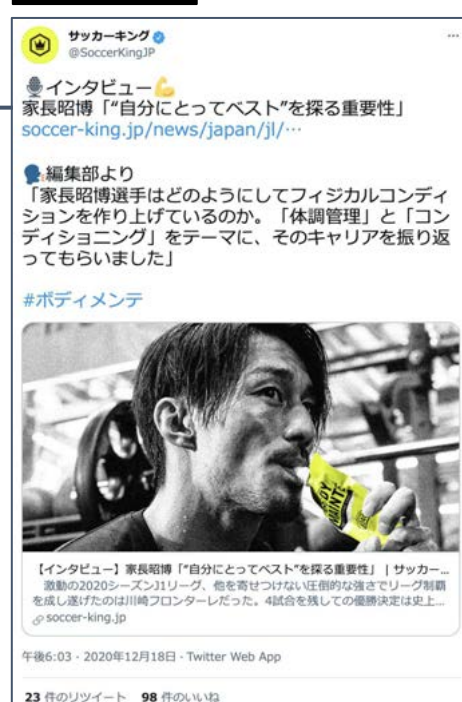 サッカーキング
@SoccerKingJP
インタビュー
家長昭博「“自分にとってベスト”を探る重要性」
soccer-king.jp/news/japan/jl/…
編集部より
「家長昭博選手はどのようにしてフィジカルコンディ
ションを作り上げているのか。「体調管理」と「コン
ディショニング」をテーマに、そのキャリアを振り返
ってもらいました」
#ボディメンテ
BODY
MAINTÉ
【インタビュー】家長昭博「“自分にとってベスト”を探る重要性」 | サッカー...
激動の2020シーズンJ1リーグ、他を寄せつけない圧倒的な強さでリーグ制覇
を成し遂げたのは川崎フロンターレだった。4試合を残しての優勝決定は史上...
soccer-king.jp
午後6:03 · 2020年12月18日 · Twitter Web App
23 件のリツイート 98 件のいいね